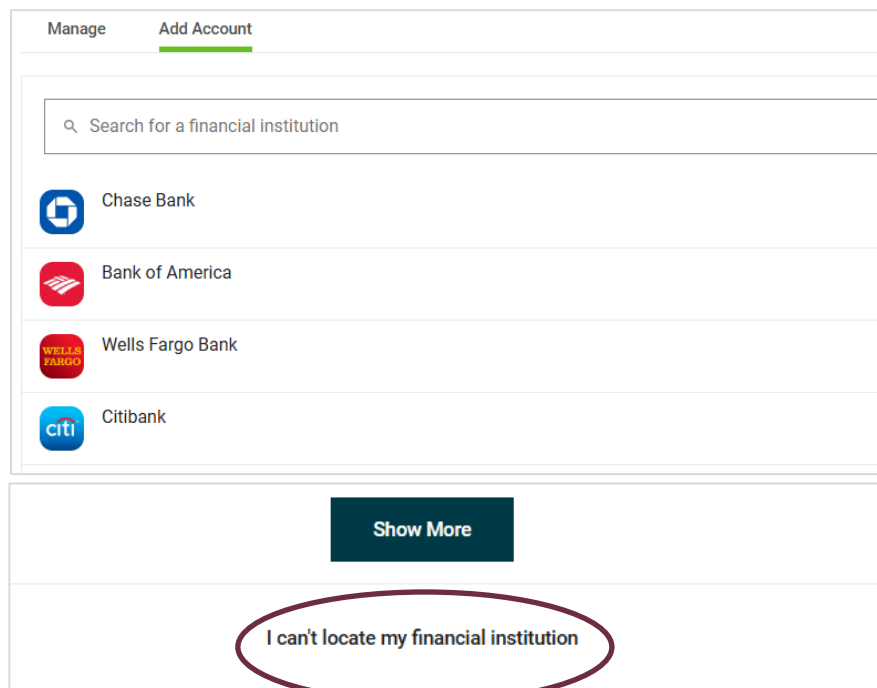 Manage Add Account
Search for a financial institution
Chase Bank
Bank of America
WELLS
FARGO
Wells Fargo Bank
citi
Citibank
Show More
I can't locate my financial institution